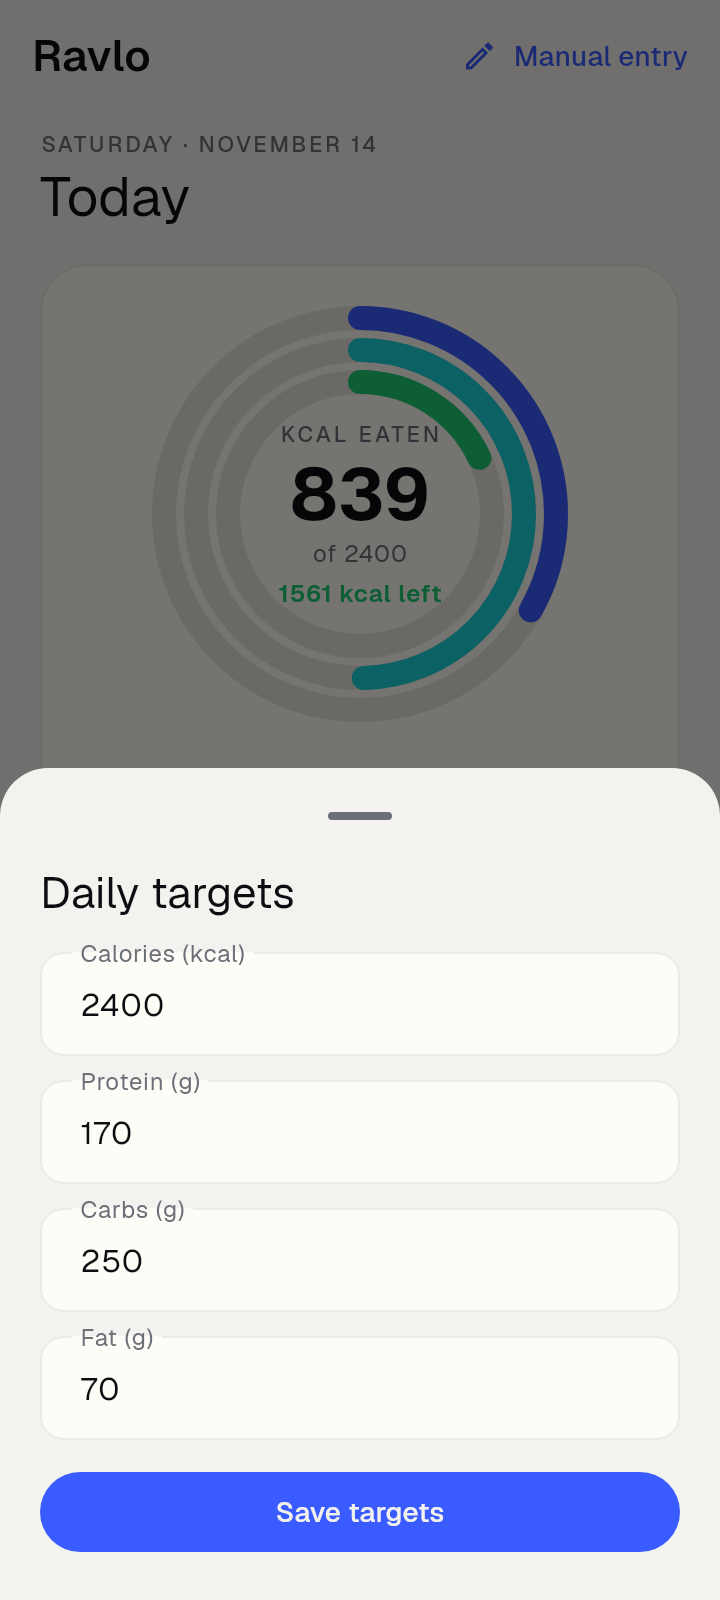 Ravlo
Manual entry
SATURDAY · NOVEMBER 14
Today
KCAL EATEN
839
of 2400
1561 kcal left
Daily targets
Calories (kcal)
2400
Protein (g)
170
Carbs (g)
250
Fat (g)
70
Save targets